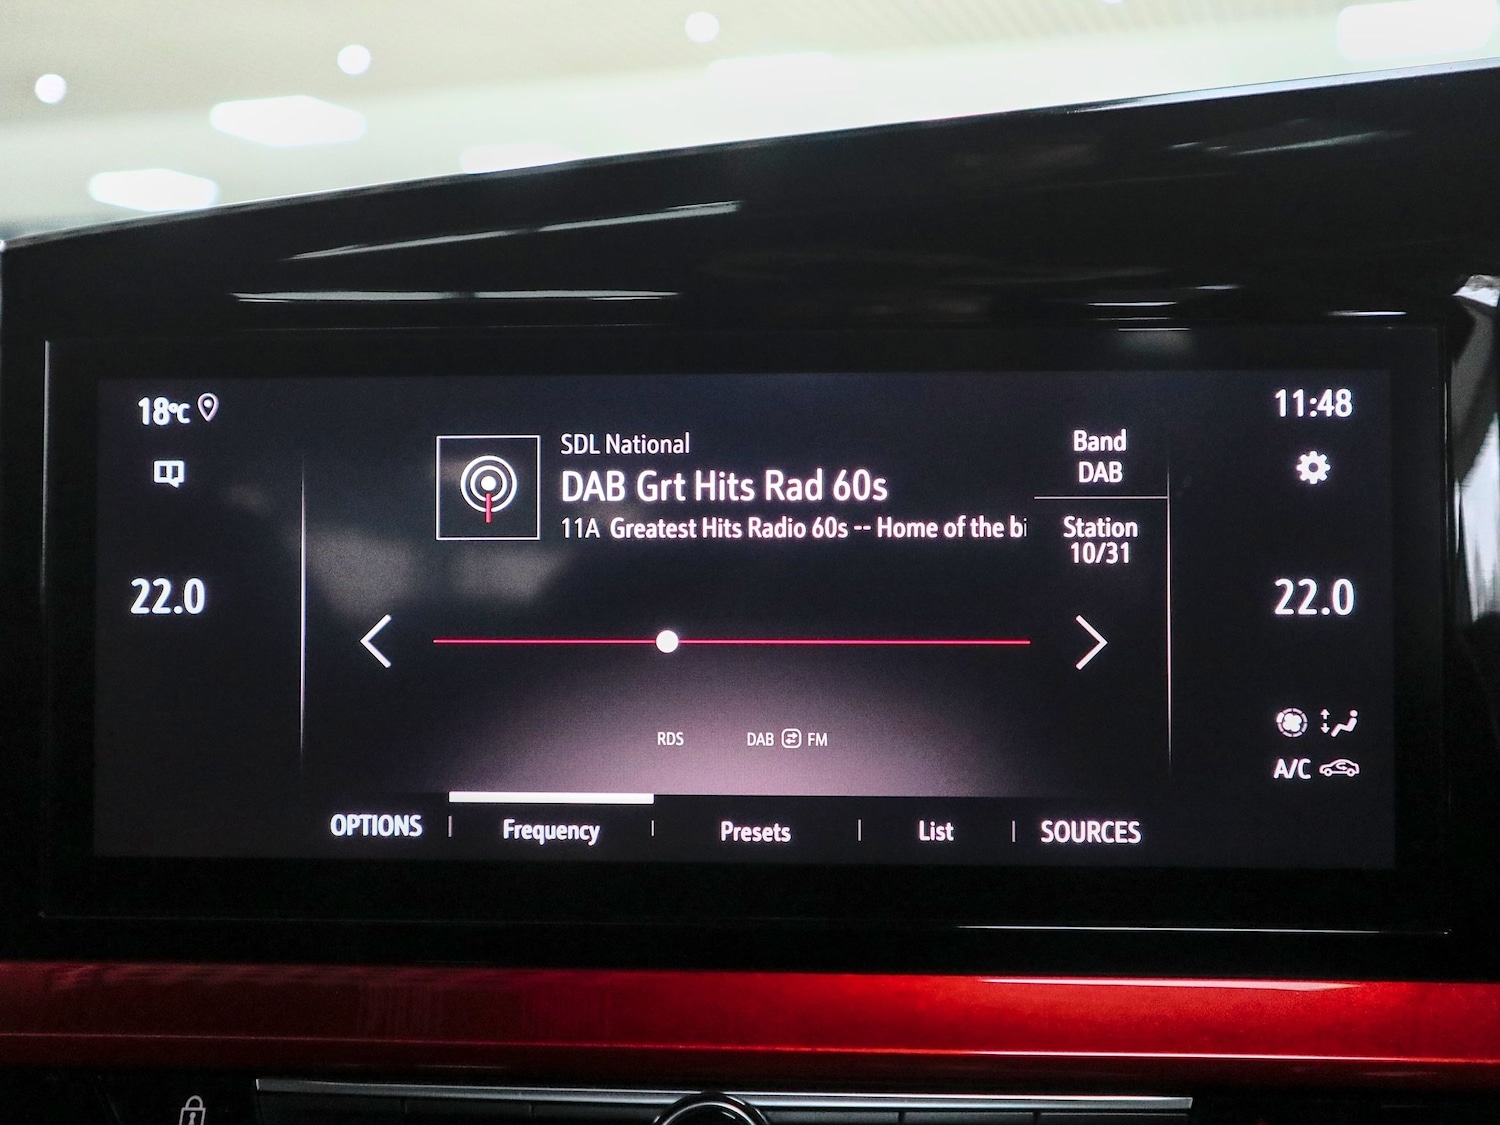 18°C
11:48
SDL National
DAB Grt Hits Rad 60s
11A Greatest Hits Radio 60s -- Home of the bi
Band
DAB
Station
10/31
22.0
22.0
RDS
DAB FM
A/C
OPTIONS | Frequency | Presets | List | SOURCES